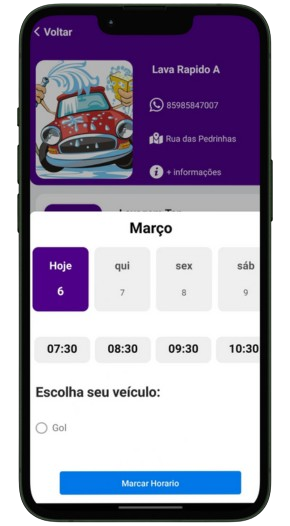 Voltar
Lava Rapido A
85985847007
Rua das Pedrinhas
+ informações
Março
Hoje qui sex sáb
6 7 8 9
07:30 08:30 09:30 10:30
Escolha seu veículo:
Gol
Marcar Horario